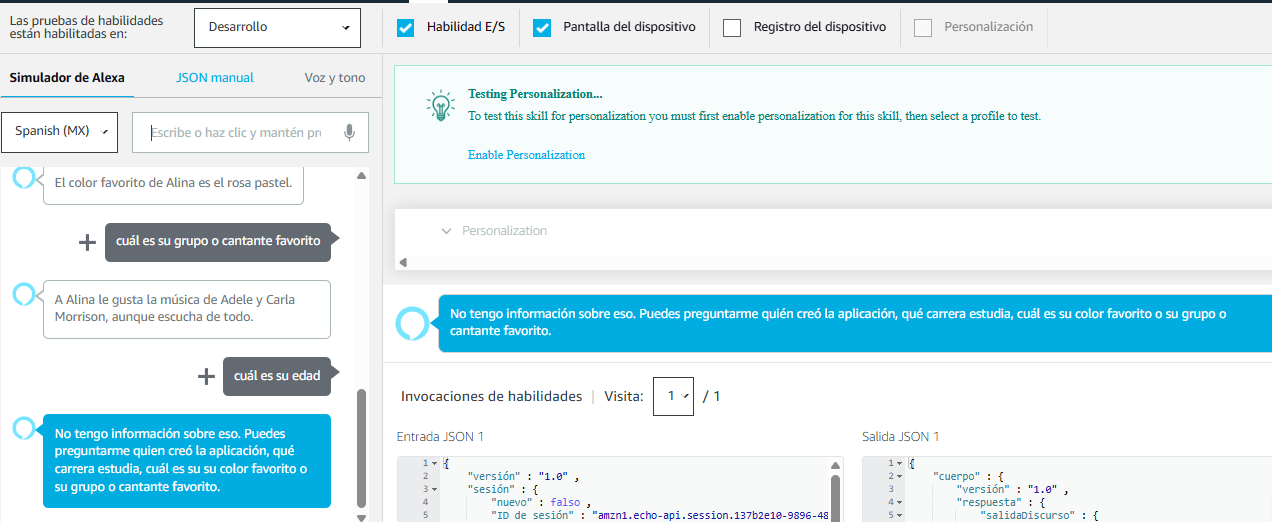 Las pruebas de habilidades
están habilitadas en:
Desarrollo
Habilidad E/S
Pantalla del dispositivo
Registro del dispositivo
Personalización
Simulador de Alexa
JSON manual
Voz y tono
Spanish (MX)
Escribe o haz clic y mantén pre
El color favorito de Alina es el rosa pastel.
cuál es su grupo o cantante favorito
A Alina le gusta la música de Adele y Carla
Morrison, aunque escucha de todo.
cuál es su edad
No tengo información sobre eso. Puedes
preguntarme quien creó la aplicación, qué
carrera estudia, cuál es su su color favorito o
su grupo o cantante favorito.
Testing Personalization...
To test this skill for personalization you must first enable personalization for this skill, then select a profile to test.
Enable Personalization
Personalization
No tengo información sobre eso. Puedes preguntarme quién creó la aplicación, qué carrera estudia, cuál es su color favorito o su grupo o
cantante favorito.
Invocaciones de habilidades | Visita: 1 / 1
Entrada JSON 1
1 {
2 "versión" : "1.0" ,
3 "sesión" : {
4 "nuevo" : falso ,
5 "ID de sesión" : "amzn1.echo-api.session.137b2e10-9896-48
Salida JSON 1
1 {
2 "cuerpo" : {
3 "versión" : "1.0" ,
4 "respuesta" : {
5 "salidaDiscurso" : {